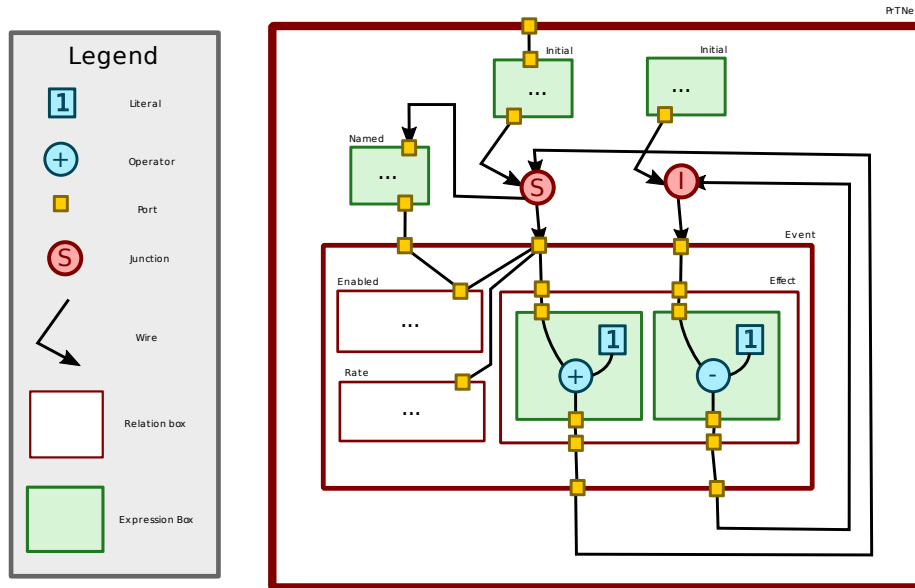 PrTNe
Legend
1
Literal
+
Operator
Port
S
Junction
Wire
Relation box
Expression Box
Initial
...
Initial
...
Named
...
S
I
Event
Enabled
...
Effect
Rate
...
1
+
1
-